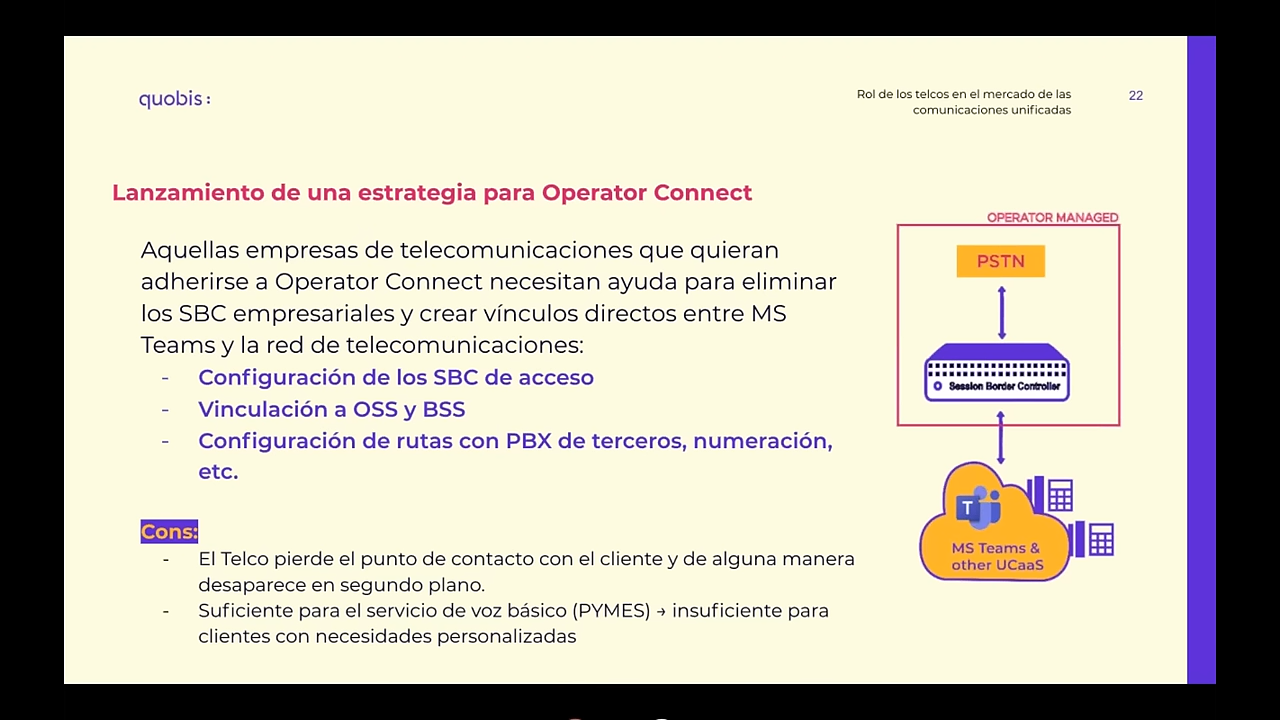 quobis:
Rol de los telcos en el mercado de las
comunicaciones unificadas
22
Lanzamiento de una estrategia para Operator Connect
Aquellas empresas de telecomunicaciones que quieran
adherirse a Operator Connect necesitan ayuda para eliminar
los SBC empresariales y crear vínculos directos entre MS
Teams y la red de telecomunicaciones:
- Configuración de los SBC de acceso
- Vinculación a OSS y BSS
- Configuración de rutas con PBX de terceros, numeración,
etc.
Cons:
- El Telco pierde el punto de contacto con el cliente y de alguna manera
desaparece en segundo plano.
- Suficiente para el servicio de voz básico (PYMES) → insuficiente para
clientes con necesidades personalizadas
OPERATOR MANAGED
PSTN
Session Border Controller
T
MS Teams &
other UCaaS